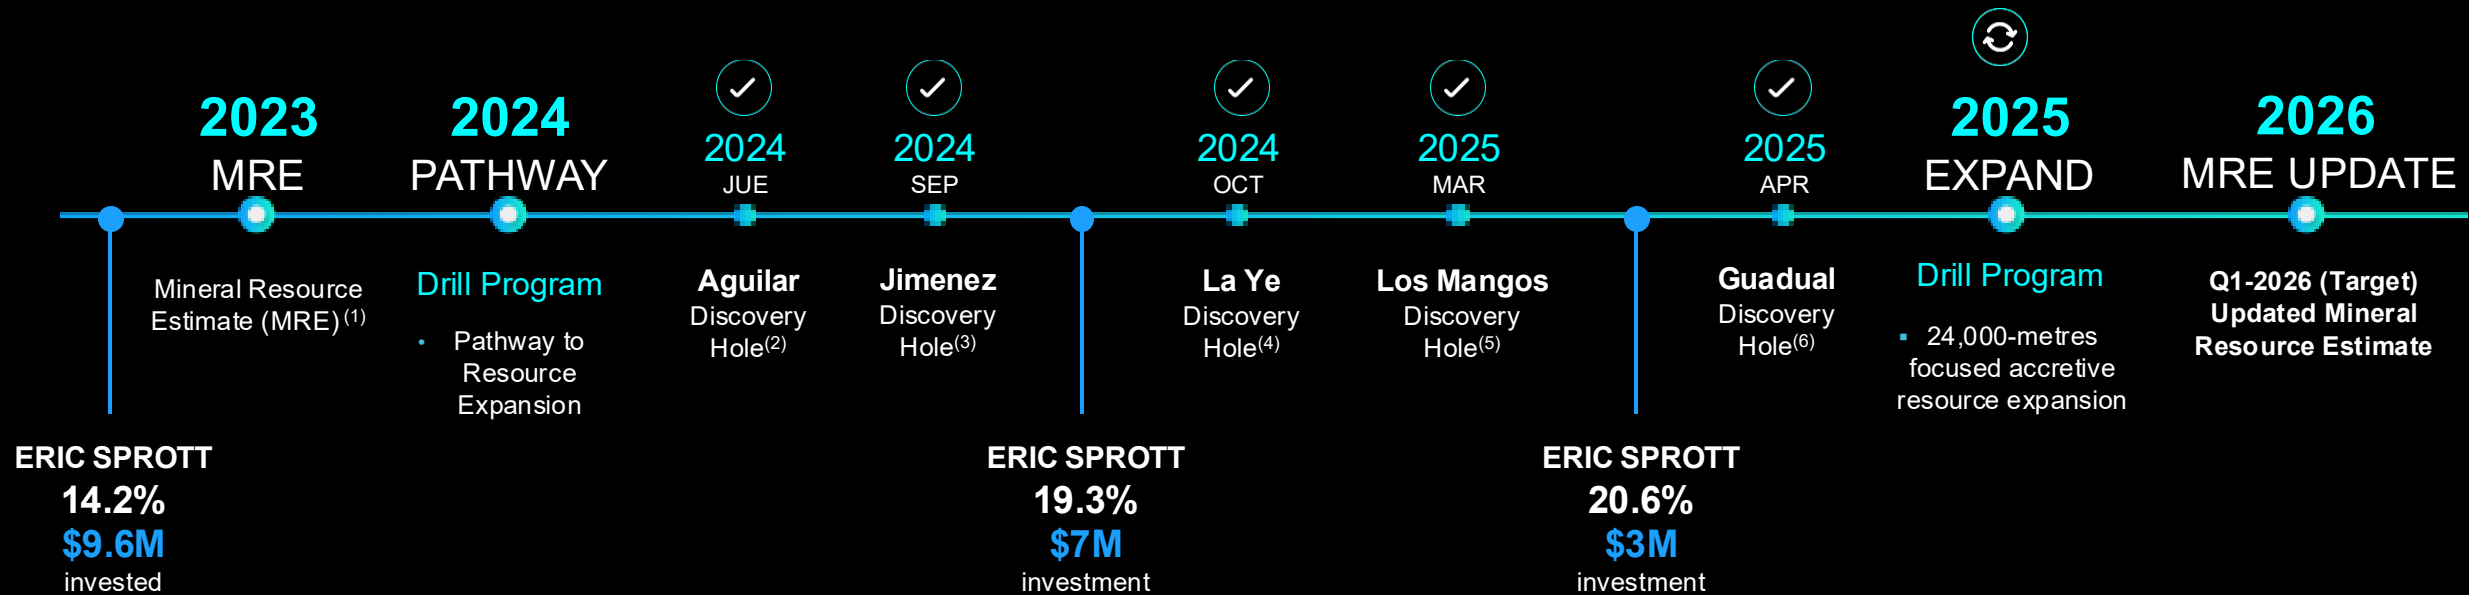 2023
MRE
Mineral Resource
Estimate (MRE) (1)
2024
PATHWAY
Drill Program
• Pathway to
Resource
Expansion
2024
JUE
Aguilar
Discovery
Hole(2)
2024
SEP
Jimenez
Discovery
Hole(3)
2024
OCT
La Ye
Discovery
Hole(4)
2025
MAR
Los Mangos
Discovery
Hole(5)
2025
APR
Guadual
Discovery
Hole(6)
2025
EXPAND
Drill Program
▪ 24,000-metres
focused accretive
resource expansion
2026
MRE UPDATE
Q1-2026 (Target)
Updated Mineral
Resource Estimate
ERIC SPROTT
14.2%
$9.6M
invested
ERIC SPROTT
19.3%
$7M
investment
ERIC SPROTT
20.6%
$3M
investment